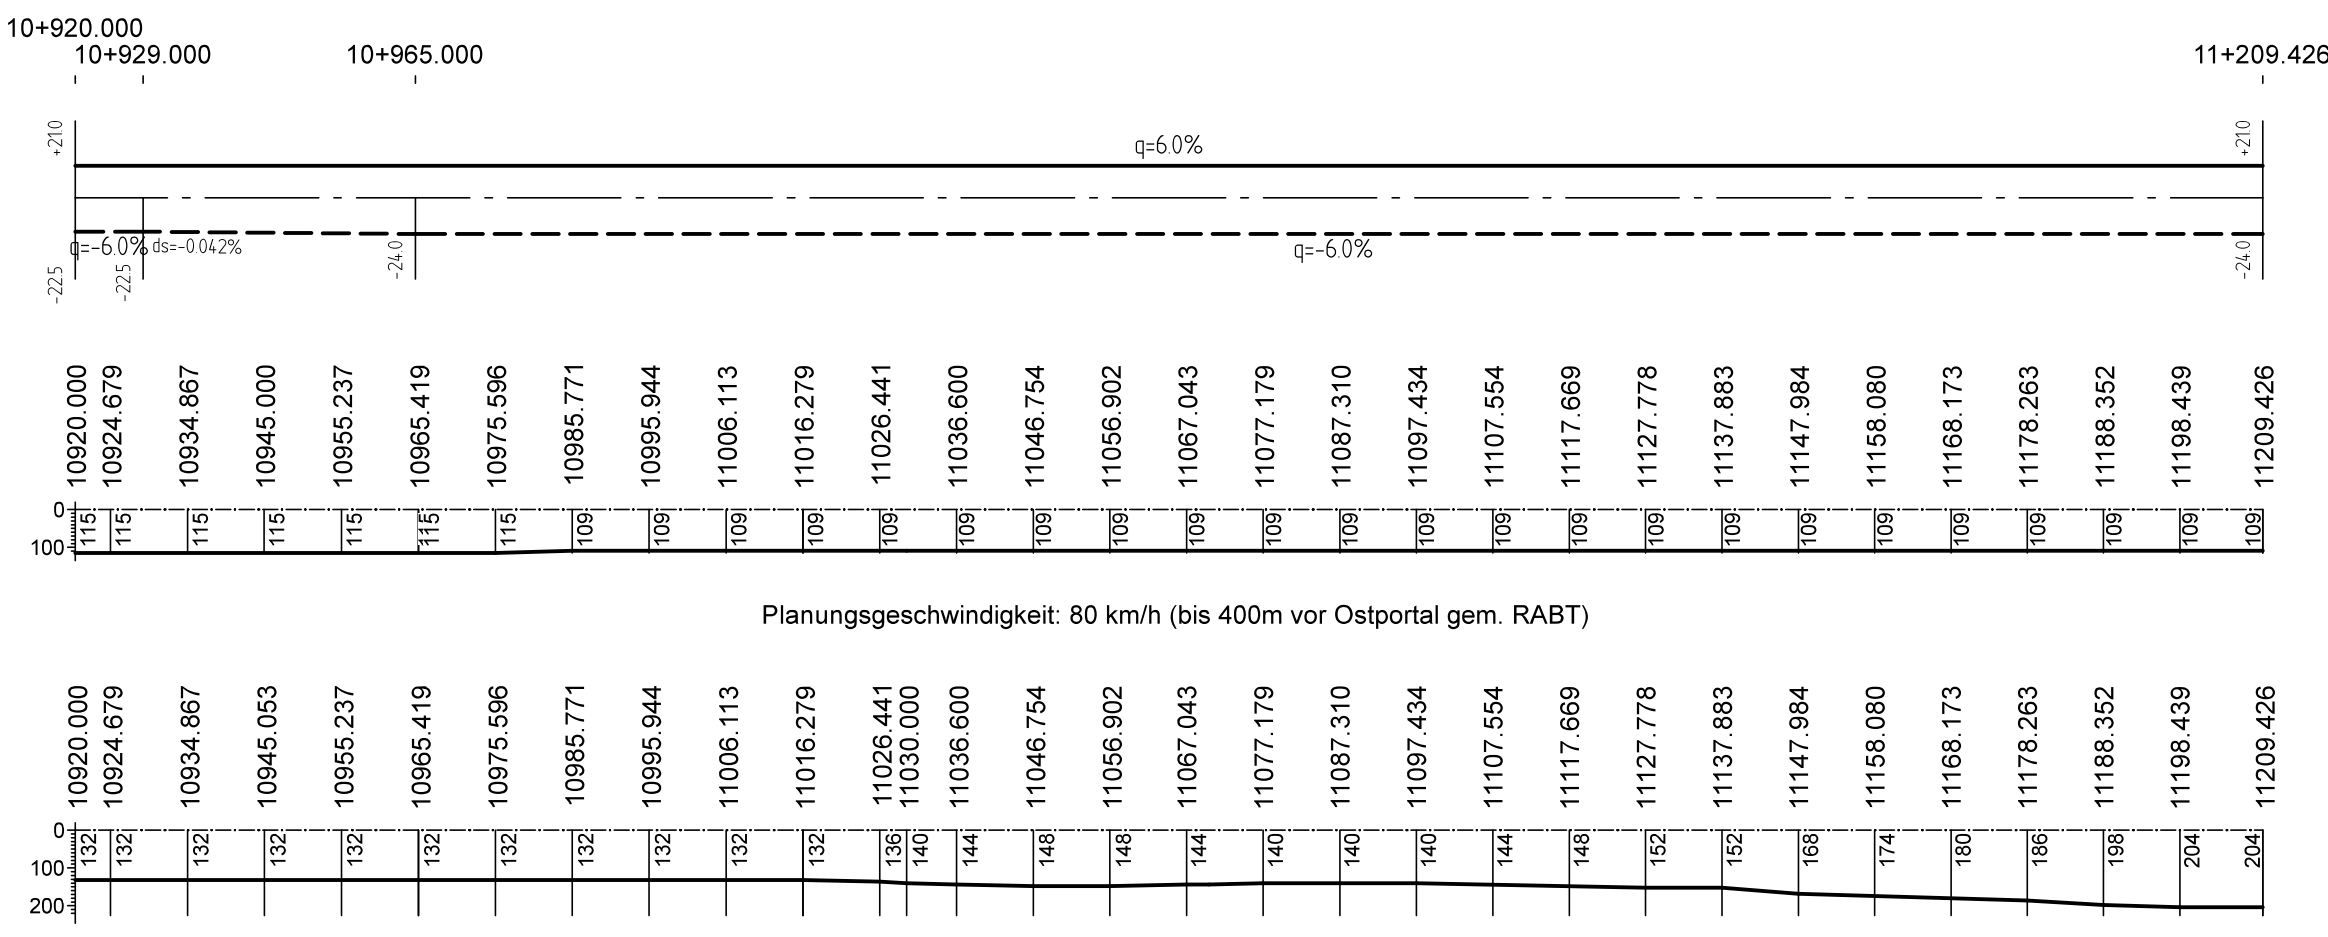 10+920.000
10+929.000 10+965.000 11+209.426
+21.0 q=6.0% +21.0
q=-6.0% ds=-0.042% q=-6.0%
-22.5 -22.5 -24.0 -24.0
10920.000 10924.679 10934.867 10945.000 10955.237 10965.419 10975.596 10985.771 10995.944 11006.113 11016.279 11026.441 11036.600 11046.754 11056.902 11067.043 11077.179 11087.310 11097.434 11107.554 11117.669 11127.778 11137.883 11147.984 11158.080 11168.173 11178.263 11188.352 11198.439 11209.426
0
115 115 115 115 115 115 115 109 109 109 109 109 109 109 109 109 109 109 109 109 109 109 109 109 109 109 109 109 109 109
100
Planungsgeschwindigkeit: 80 km/h (bis 400m vor Ostportal gem. RABT)
10920.000 10924.679 10934.867 10945.053 10955.237 10965.419 10975.596 10985.771 10995.944 11006.113 11016.279 11026.441 11030.000 11036.600 11046.754 11056.902 11067.043 11077.179 11087.310 11097.434 11107.554 11117.669 11127.778 11137.883 11147.984 11158.080 11168.173 11178.263 11188.352 11198.439 11209.426
0
132 132 132 132 132 132 132 132 132 132 132 136 140 144 148 148 144 140 140 140 144 148 152 152 168 174 180 186 198 204 204
100
200